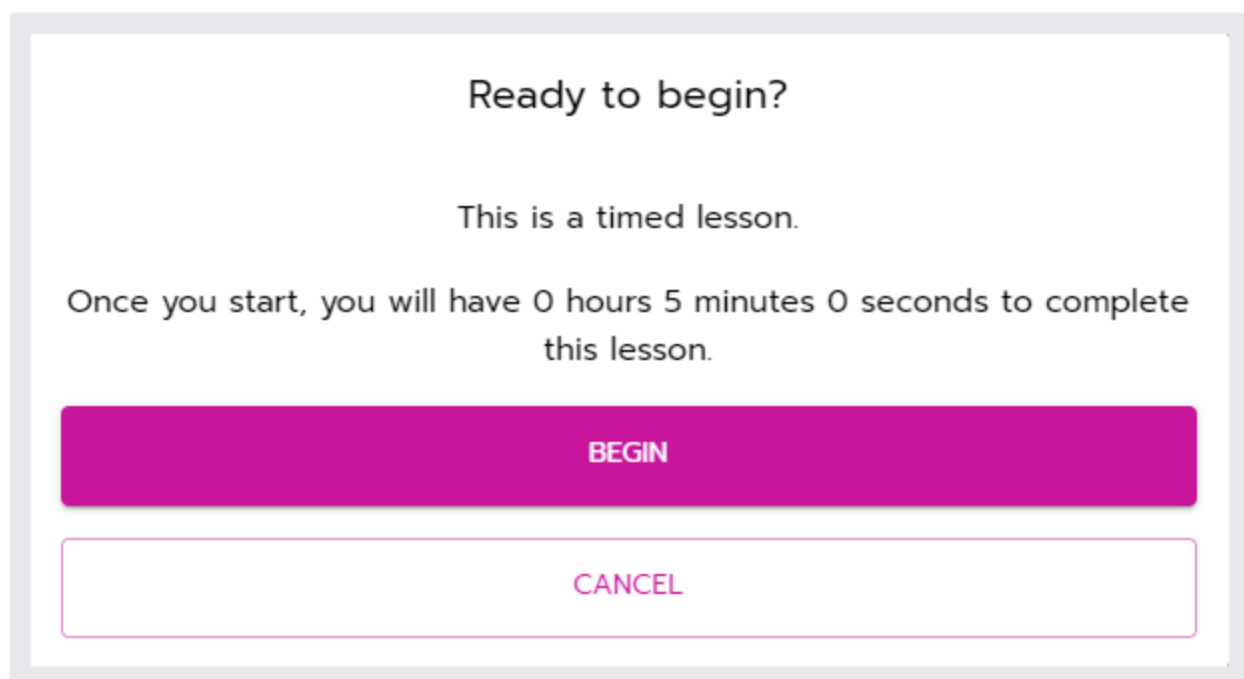 Ready to begin?
This is a timed lesson.
Once you start, you will have 0 hours 5 minutes 0 seconds to complete
this lesson.
BEGIN
CANCEL